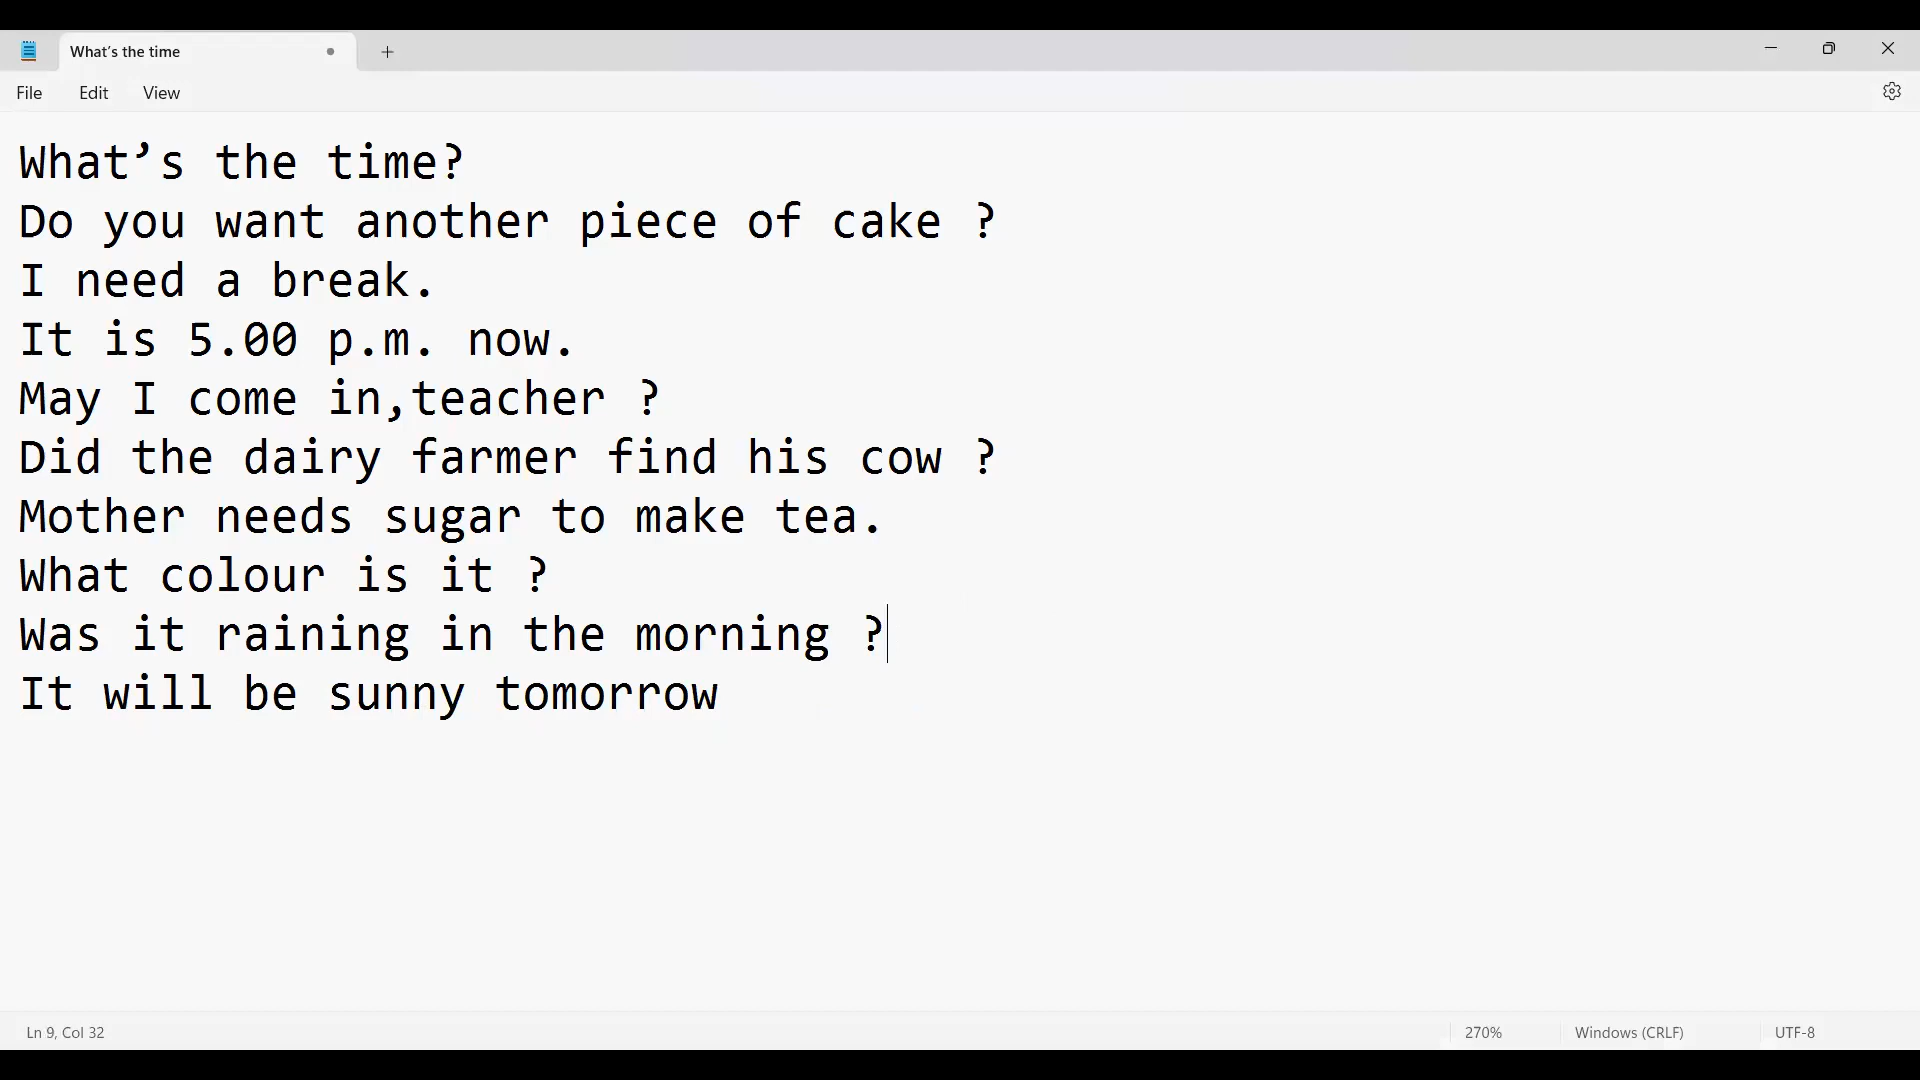 What's the time
File Edit View
What’s the time?
Do you want another piece of cake ?
I need a break.
It is 5.00 p.m. now.
May I come in,teacher ?
Did the dairy farmer find his cow ?
Mother needs sugar to make tea.
What colour is it ?
Was it raining in the morning ?
It will be sunny tomorrow
Ln 9, Col 32 270% Windows (CRLF) UTF-8